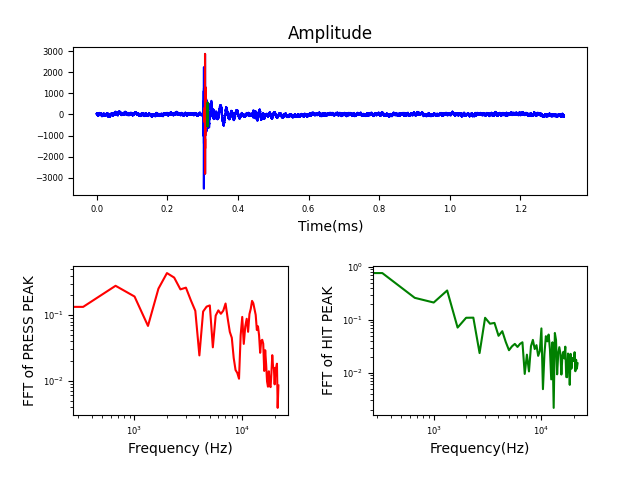 Amplitude
3000
2000
1000
0
−1000
−2000
−3000
0.0 0.2 0.4 0.6 0.8 1.0 1.2
Time(ms)
FFT of PRESS PEAK
10⁻¹
10⁻²
10³ 10⁴
Frequency (Hz)
FFT of HIT PEAK
10⁰
10⁻¹
10⁻²
10³ 10⁴
Frequency(Hz)